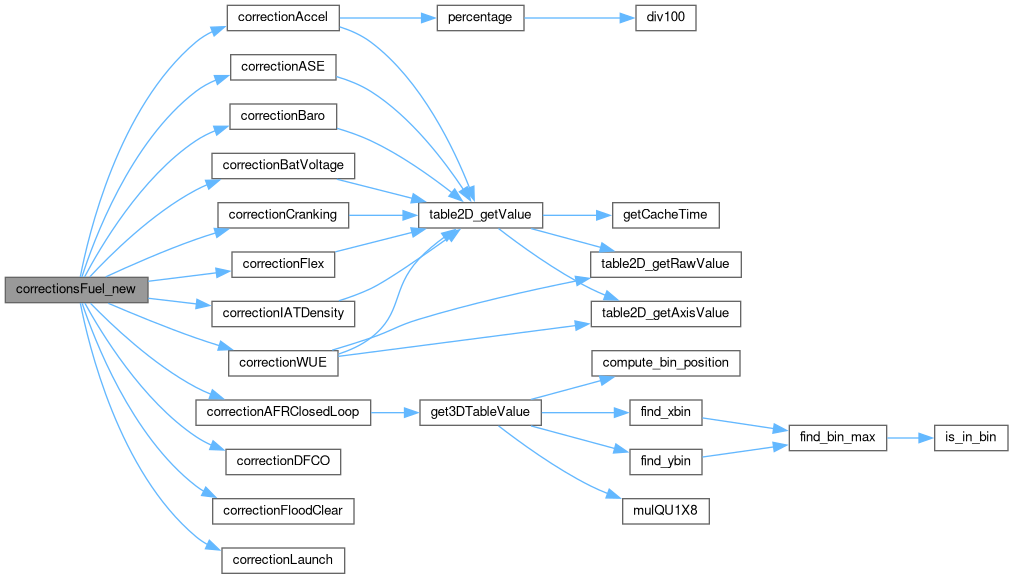 correctionsFuel_new
correctionAccel
correctionASE
correctionBaro
correctionBatVoltage
correctionCranking
correctionFlex
correctionIATDensity
correctionWUE
correctionAFRClosedLoop
correctionDFCO
correctionFloodClear
correctionLaunch
percentage
table2D_getValue
get3DTableValue
div100
getCacheTime
table2D_getRawValue
table2D_getAxisValue
compute_bin_position
find_xbin
find_ybin
mulQU1X8
find_bin_max
is_in_bin